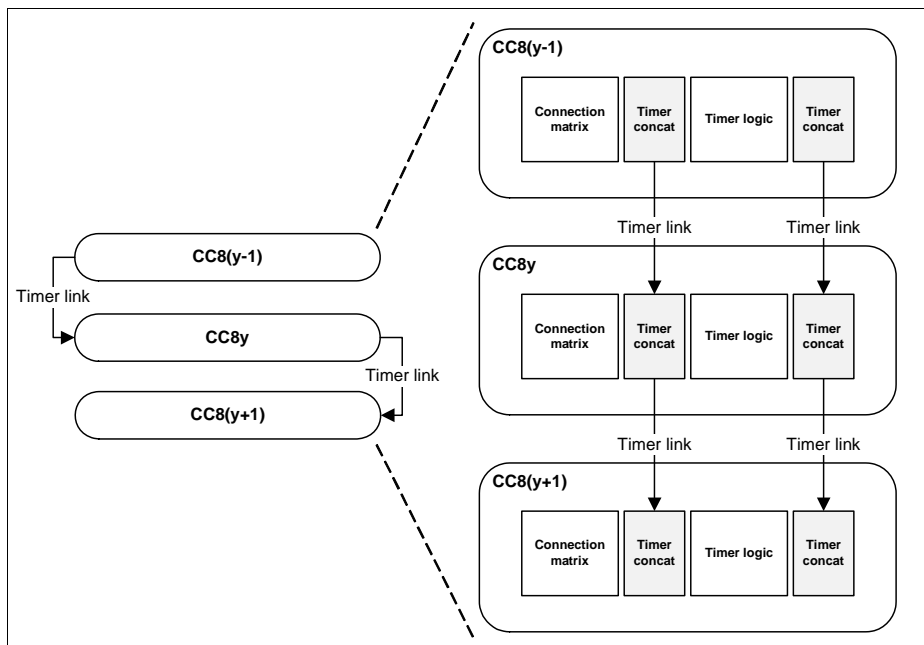 CC8(y-1)
Timer link
CC8y
Timer link
CC8(y+1)
CC8(y-1)
Connection
matrix
Timer
concat
Timer logic
Timer
concat
Timer link
Timer link
CC8y
Connection
matrix
Timer
concat
Timer logic
Timer
concat
Timer link
Timer link
CC8(y+1)
Connection
matrix
Timer
concat
Timer logic
Timer
concat